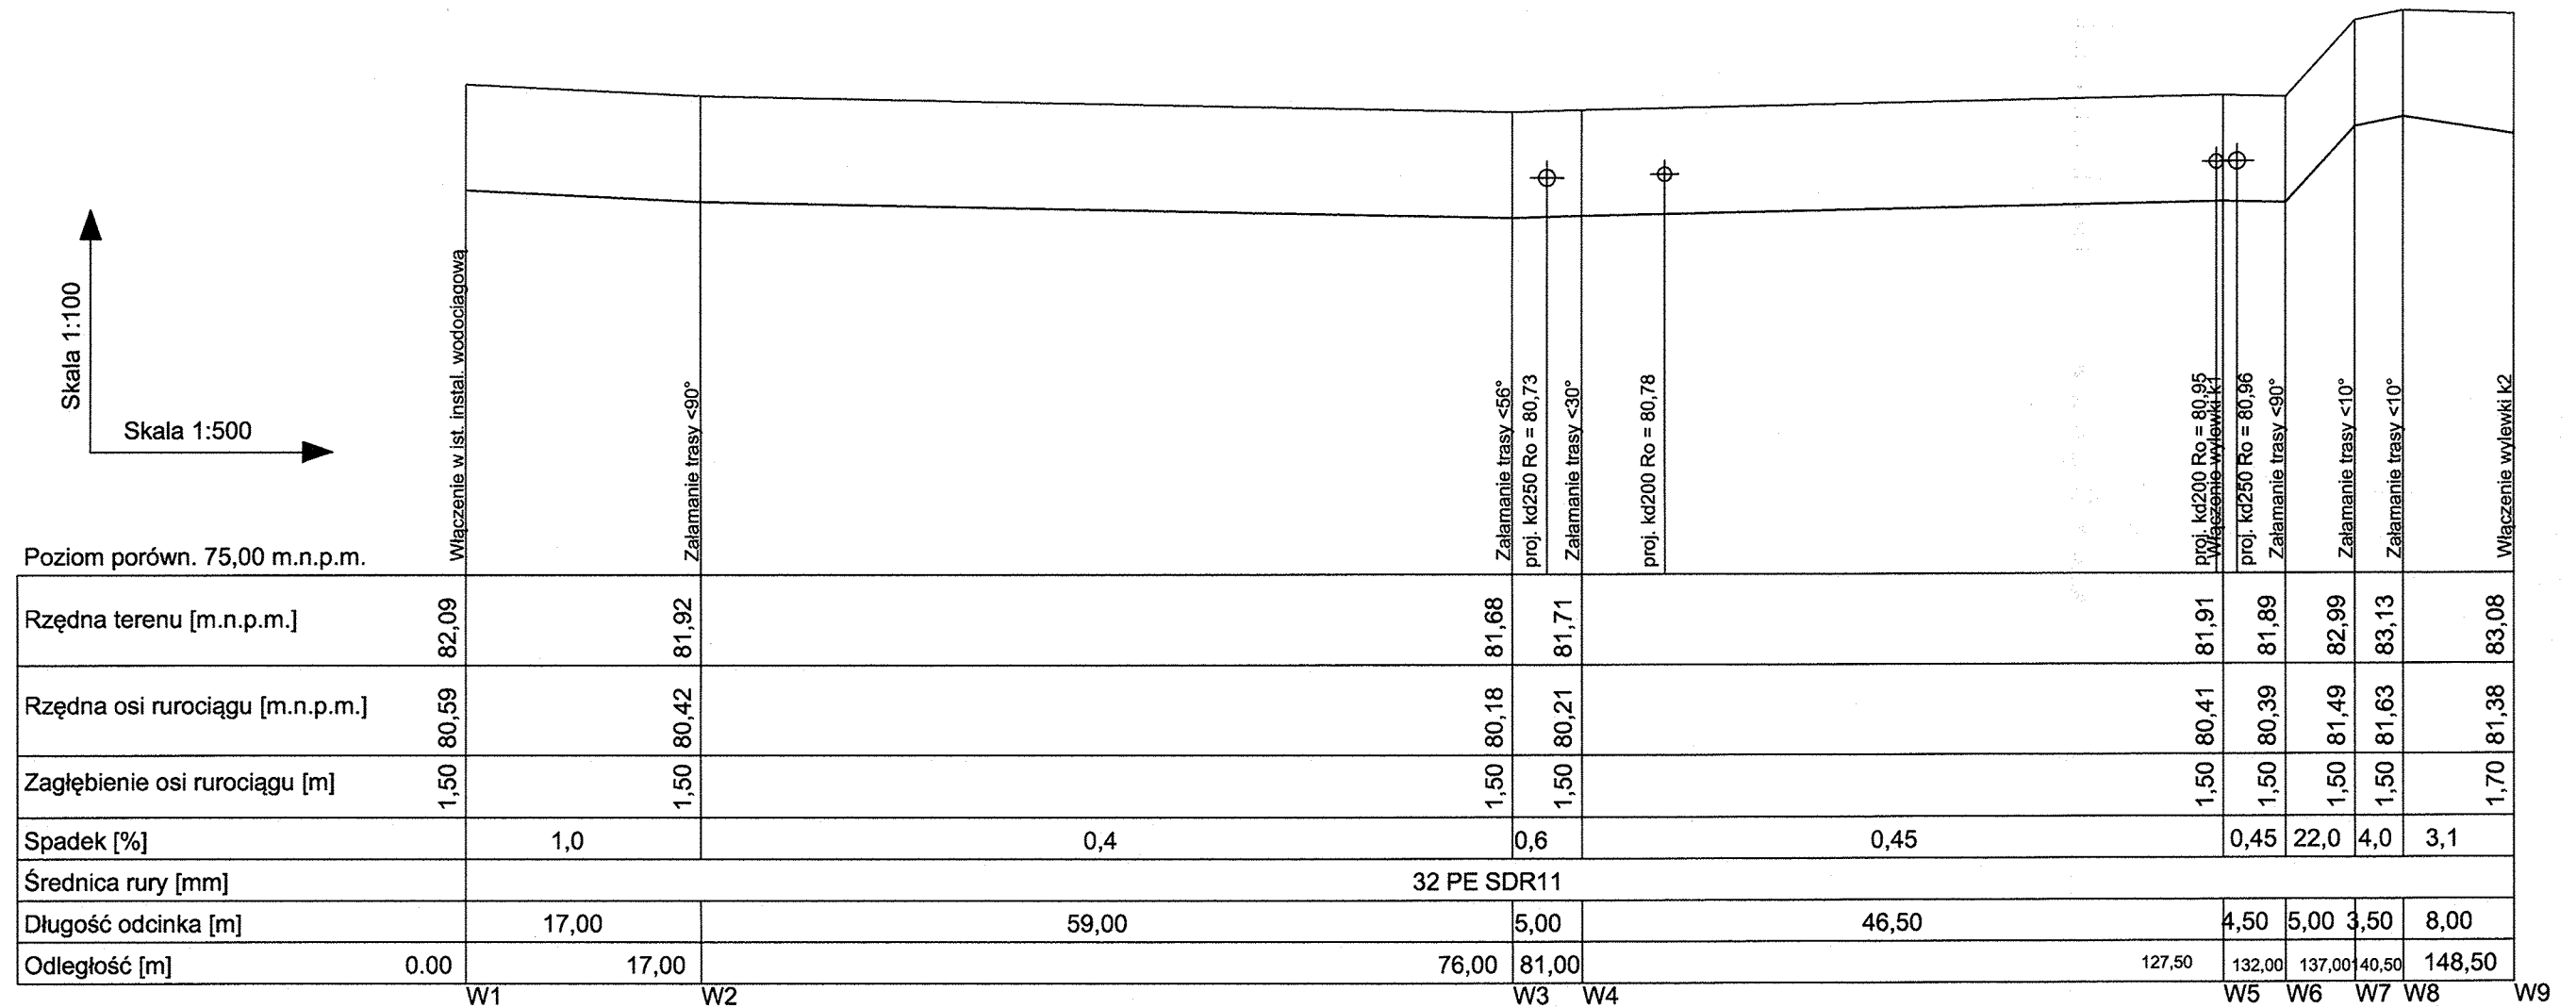 Skala 1:100
Skala 1:500
Włączenie w ist. instal. wodociagową
Załamanie trasy <90°
Załamanie trasy <56°
proj. kd250 Ro = 80,73
Załamanie trasy <30°
proj. kd200 Ro = 80,78
proj. kd200 Ro = 80,95
Włączenie wylewki k1
proj. kd250 Ro = 80,96
Załamanie trasy <90°
Załamanie trasy <10°
Załamanie trasy <10°
Włączenie wylewki k2
Poziom porówn. 75,00 m.n.p.m.
Rzędna terenu [m.n.p.m.] 82,09 81,92 81,68 81,71 81,91 81,89 82,99 83,13 83,08
Rzędna osi rurociągu [m.n.p.m.] 80,59 80,42 80,18 80,21 80,41 80,39 81,49 81,63 81,38
Zagłębienie osi rurociągu [m] 1,50 1,50 1,50 1,50 1,50 1,50 1,50 1,50 1,70
Spadek [%] 1,0 0,4 0,6 0,45 0,45 22,0 4,0 3,1
Średnica rury [mm] 32 PE SDR11
Długość odcinka [m] 17,00 59,00 5,00 46,50 4,50 5,00 3,50 8,00
Odległość [m] 0.00 17,00 76,00 81,00 127,50 132,00 137,00 140,50 148,50
W1 W2 W3 W4 W5 W6 W7 W8 W9